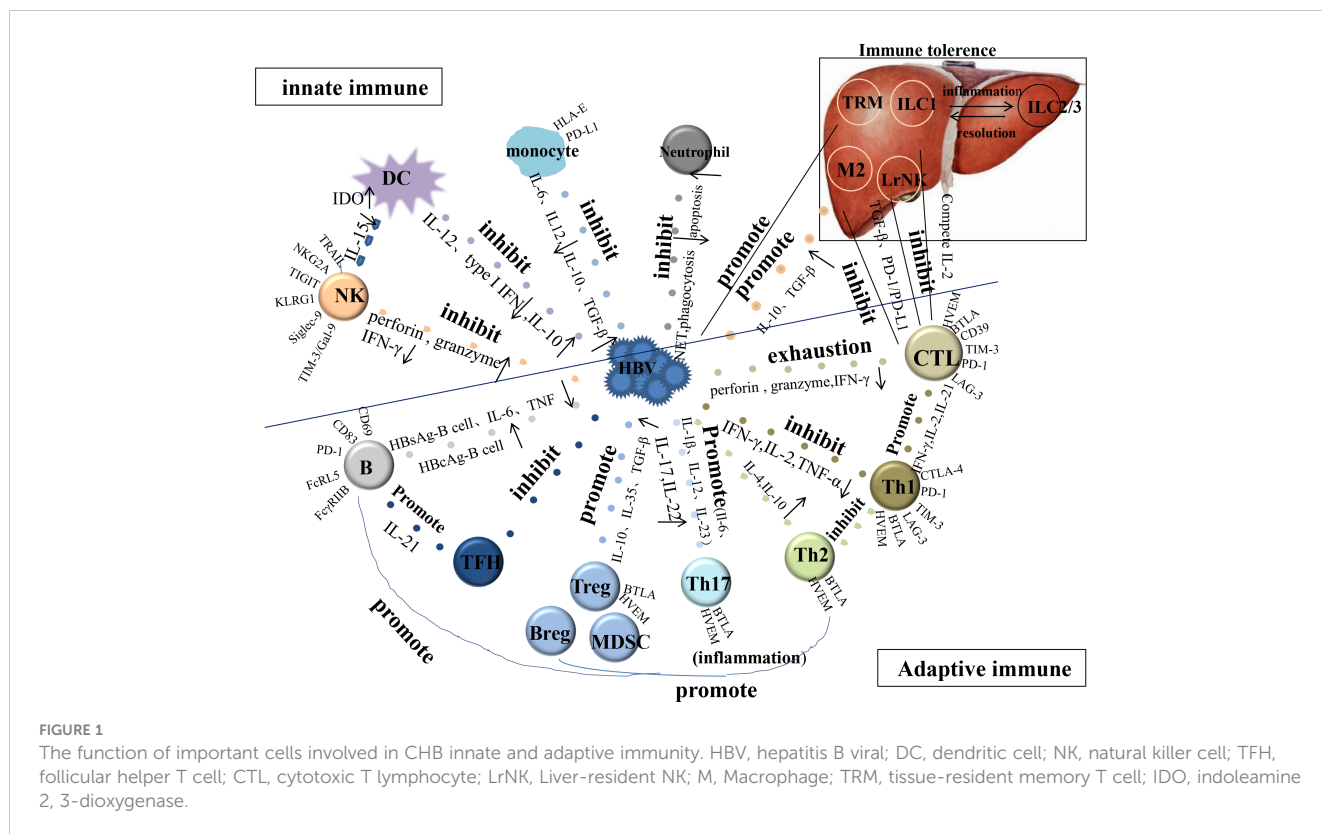 Immune tolerence
innate immune
TRM
ILC1
inflammation
resolution
ILC2/3
M2
LrNK
HLA-E
PD-L1
monocyte
Neutrophil
DC
IDO
IL-15
TRAIL
NKG2A
TIGIT
KLRG1
Siglec-9
TIM-3/Gal-9
NK
perforin , granzyme
IFN-γ
inhibit
IL-12、type I IFN, IL-10
inhibit
IL-6、IL12、IL-10、TGF-β
inhibit
inhibit
apoptosis
NET,phagocytosis
promote
promote
IL-10、TGF-β
inhibit
TGF-β、PD-1/PD-L1
inhibit
Compete IL-2
HBV
exhaustion
perforin , granzyme,IFN-γ
CTL
HVEM
BTLA
CD39
TIM-3
PD-1
LAG-3
Promote
IFN-γ,IL-2,IL-21
inhibit
IFN-γ,IL-2,TNF-α
Th1
CTLA-4
PD-1
TIM-3
LAG-3
BTLA
HVEM
inhibit
IL-4,IL-10
Th2
BTLA
HVEM
Promote(Il-6、
IL-1β、IL-12、IL-23)
IL-17,IL-22
Th17
BTLA
HVEM
(inflammation)
promote
IL-10、IL-35、TGF-β
Treg
BTLA
HVEM
Breg
MDSC
inhibit
TFH
Promote
IL-21
CD69
CD83
PD-1
FcRL5
FcγRIIB
B
HBsAg-B cell、IL-6、TNF
HBcAg-B cell
promote
promote
Adaptive immune
FIGURE 1
The function of important cells involved in CHB innate and adaptive immunity. HBV, hepatitis B viral; DC, dendritic cell; NK, natural killer cell; TFH,
follicular helper T cell; CTL, cytotoxic T lymphocyte; LrNK, Liver-resident NK; M, Macrophage; TRM, tissue-resident memory T cell; IDO, indoleamine
2, 3-dioxygenase.